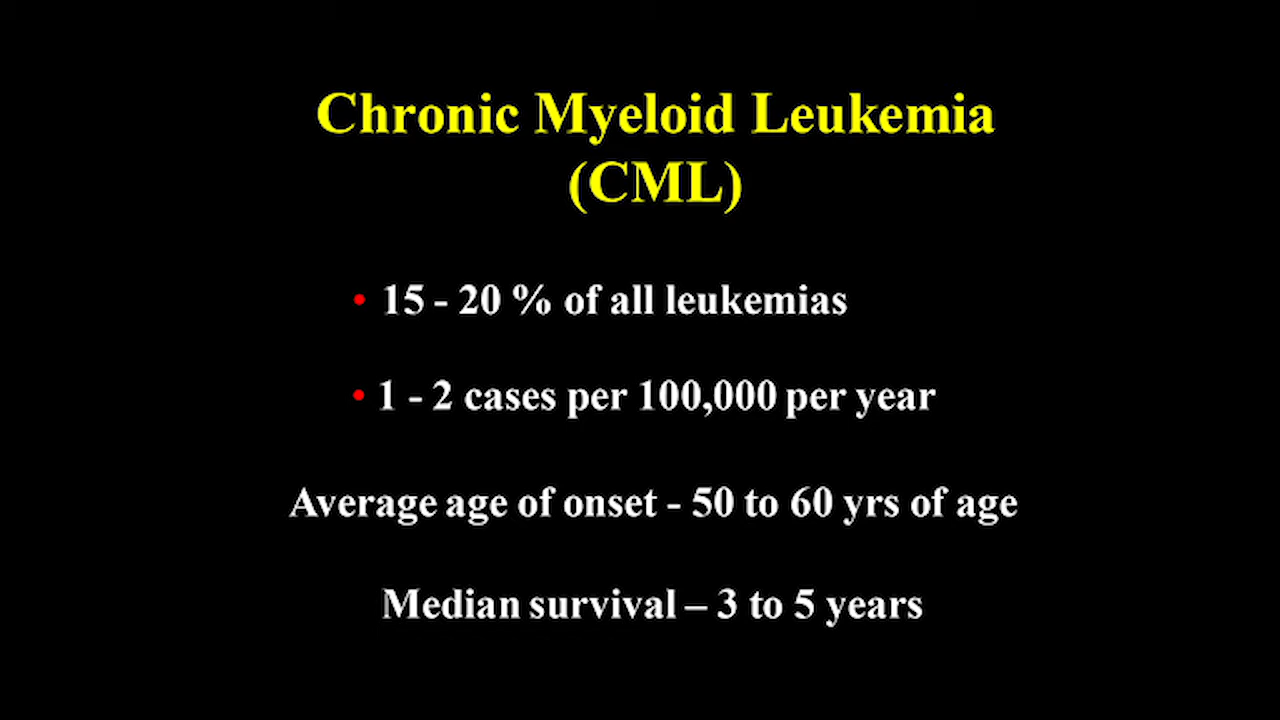 Chronic Myeloid Leukemia
(CML)
• 15 - 20 % of all leukemias
• 1 - 2 cases per 100,000 per year
Average age of onset - 50 to 60 yrs of age
Median survival – 3 to 5 years